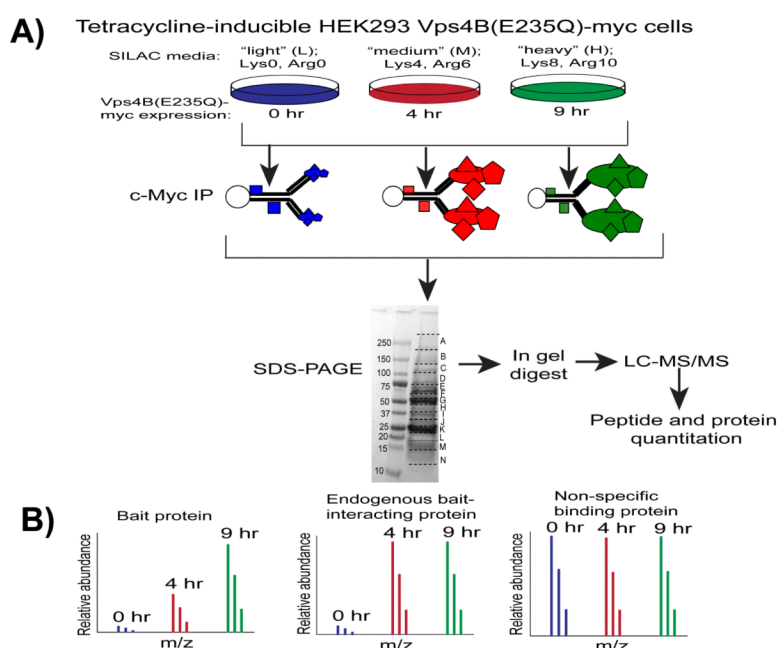 A)
Tetracycline-inducible HEK293 Vps4B(E235Q)-myc cells
SILAC media:
"light" (L);
Lys0, Arg0
"medium" (M);
Lys4, Arg6
"heavy" (H);
Lys8, Arg10
Vps4B(E235Q)-
myc expression:
0 hr
4 hr
9 hr
c-Myc IP
SDS-PAGE
250
150
100
75
50
37
25
20
15
10
A
B
C
D
E
F
G
H
I
J
K
L
M
N
In gel
digest
LC-MS/MS
Peptide and protein
quantitation
B)
Bait protein
Relative abundance
0 hr
4 hr
9 hr
m/z
Endogenous bait-
interacting protein
Relative abundance
0 hr
4 hr
9 hr
m/z
Non-specific
binding protein
Relative abundance
0 hr
4 hr
9 hr
m/z